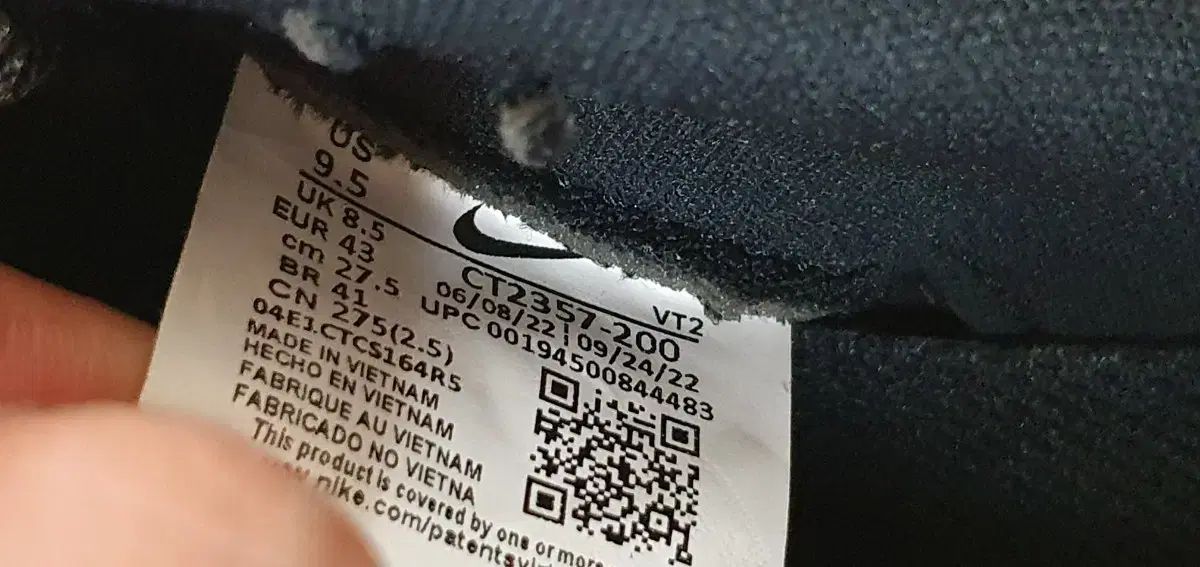 US
9.5
UK 8.5
EUR 43
cm 27.5
BR 41
CN 275(2.5)
04E1.CTCS164RS
MADE IN VIETNAM
HECHO EN VIETNAM
FABRIQUE AU VIETNAM
FABRICADO NO VIETNA
This product is covered by one or more
nike.com/patents
VT2
CT2357-200
06/08/22 | 09/24/22
UPC 00194500844483